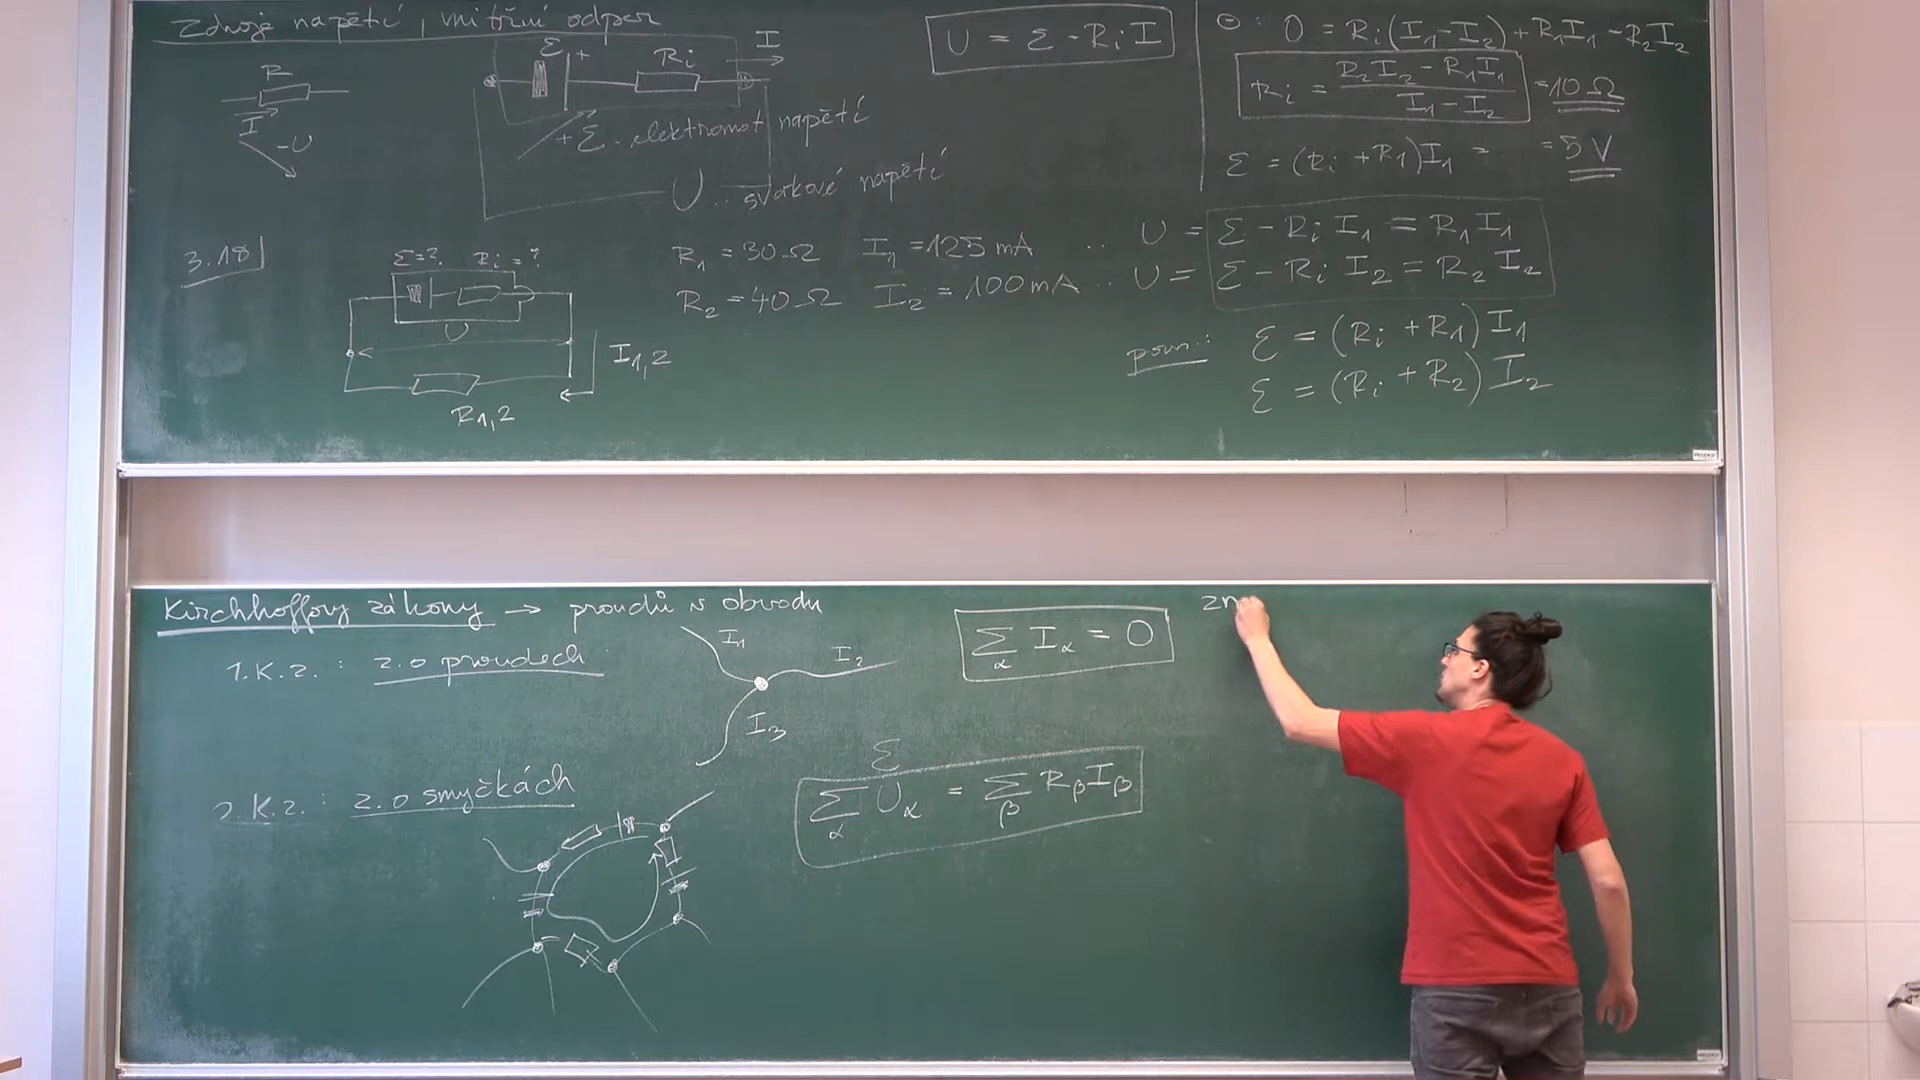 Zdroje napětí, vnitřní odpor
R
I
-U
ε +
Ri
I
+ε .. elektromot napětí
U .. svorkové napětí
U = ε - Ri I
⊖: 0 = Ri(I1-I2)+R1I1-R2I2
Ri = (R2I2 - R1I1)/(I1 - I2) = 10 Ω
ε = (Ri + R1)I1 = = 5 V
3.18
ε=? Ri = ?
U
I1,2
R1,2
R1 = 30 Ω I1 = 125 mA .. U = ε - Ri I1 = R1 I1
R2 = 40 Ω I2 = 100 mA .. U = ε - Ri I2 = R2 I2
ε = (Ri + R1) I1
ε = (Ri + R2) I2
Kirchhoffovy zákony → proudů v obvodu
1.K.Z. : z.o proudech
I1
I2
I3
∑α Iα = 0
zn
2.K.Z. : z.o smyčkách
ε
∑α Uα = ∑β Rβ Iβ